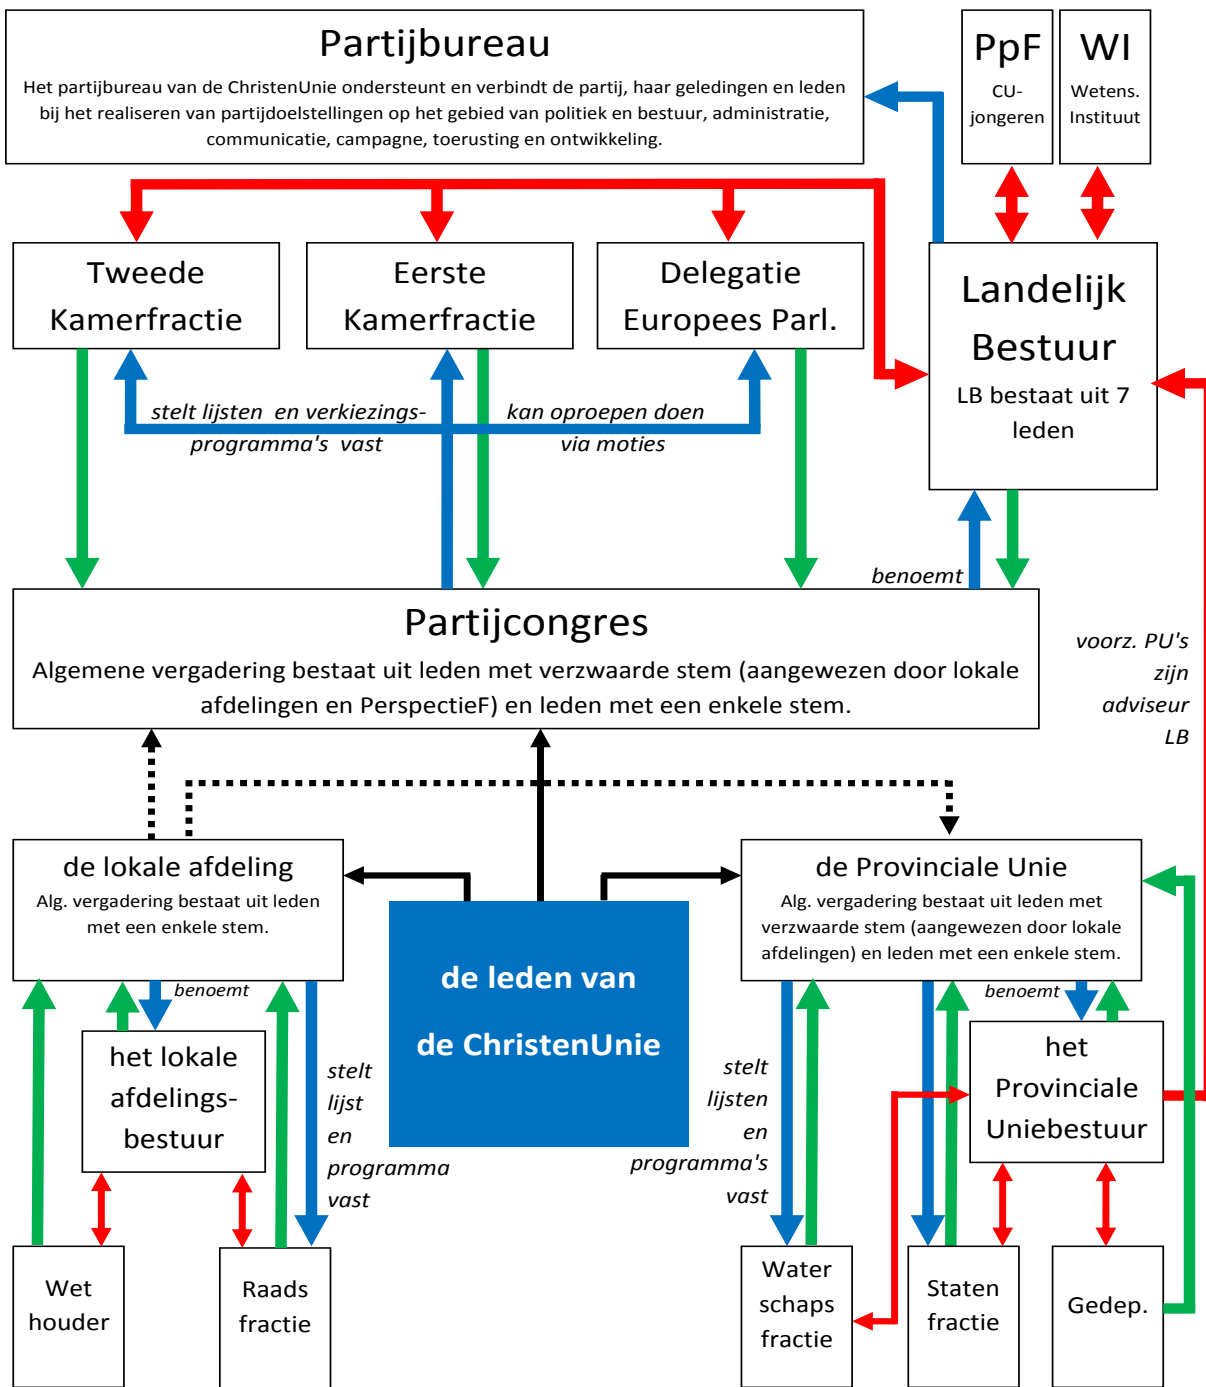 Partijbureau
Het partijbureau van de ChristenUnie ondersteunt en verbindt de partij, haar geledingen en leden
bij het realiseren van partijdoelstellingen op het gebied van politiek en bestuur, administratie,
communicatie, campagne, toerusting en ontwikkeling.
PpF
CU-
jongeren
WI
Wetens.
Instituut
Tweede
Kamerfractie
Eerste
Kamerfractie
Delegatie
Europees Parl.
Landelijk
Bestuur
LB bestaat uit 7
leden
stelt lijsten en verkiezings-
programma's vast
kan oproepen doen
via moties
benoemt
Partijcongres
Algemene vergadering bestaat uit leden met verzwaarde stem (aangewezen door lokale
afdelingen en PerspectieF) en leden met een enkele stem.
voorz. PU's
zijn
adviseur
LB
de lokale afdeling
Alg. vergadering bestaat uit leden
met een enkele stem.
de Provinciale Unie
Alg. vergadering bestaat uit leden met
verzwaarde stem (aangewezen door lokale
afdelingen) en leden met een enkele stem.
de leden van
de ChristenUnie
benoemt
het lokale
afdelings-
bestuur
stelt
lijst
en
programma
vast
stelt
lijsten
en
programma's
vast
benoemt
het
Provinciale
Uniebestuur
Wet
houder
Raads
fractie
Water
schaps
fractie
Staten
fractie
Gedep.